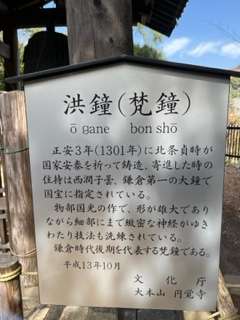 洪鐘(梵鐘)
ō gane bon shō
正安3年(1301年)に北条貞時が
国家安泰を祈って鋳造、寄進した時の
住持は西澗子曇、鎌倉第一の大鐘で
国宝に指定されている。
物部国光の作で、形が雄大であり
ながら細部にまで緻密な神経がゆき
わたり技法も洗練されている。
鎌倉時代後期を代表する梵鐘である。
平成13年10月
文化庁
大本山 円覚寺